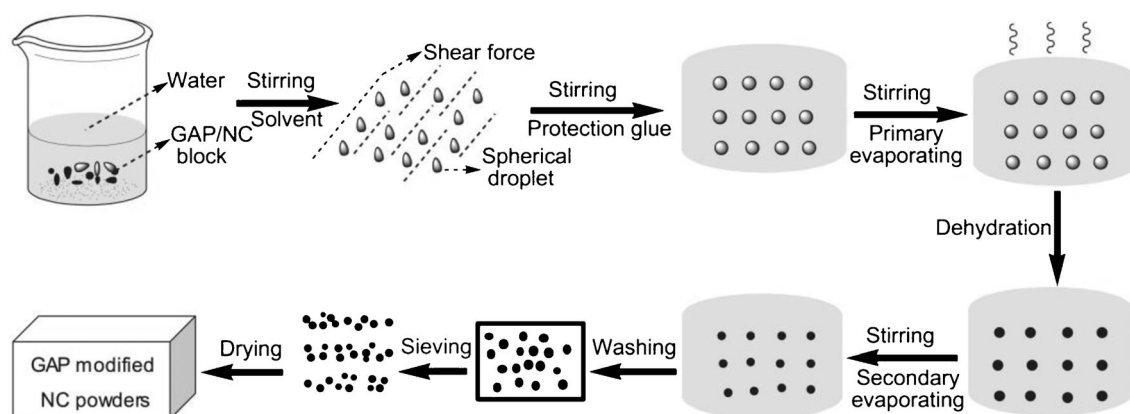 Water
GAP/NC
block
Stirring
Solvent
Shear force
Spherical
droplet
Stirring
Protection glue
Stirring
Primary
evaporating
Dehydration
Stirring
Secondary
evaporating
Washing
Sieving
Drying
GAP modified
NC powders